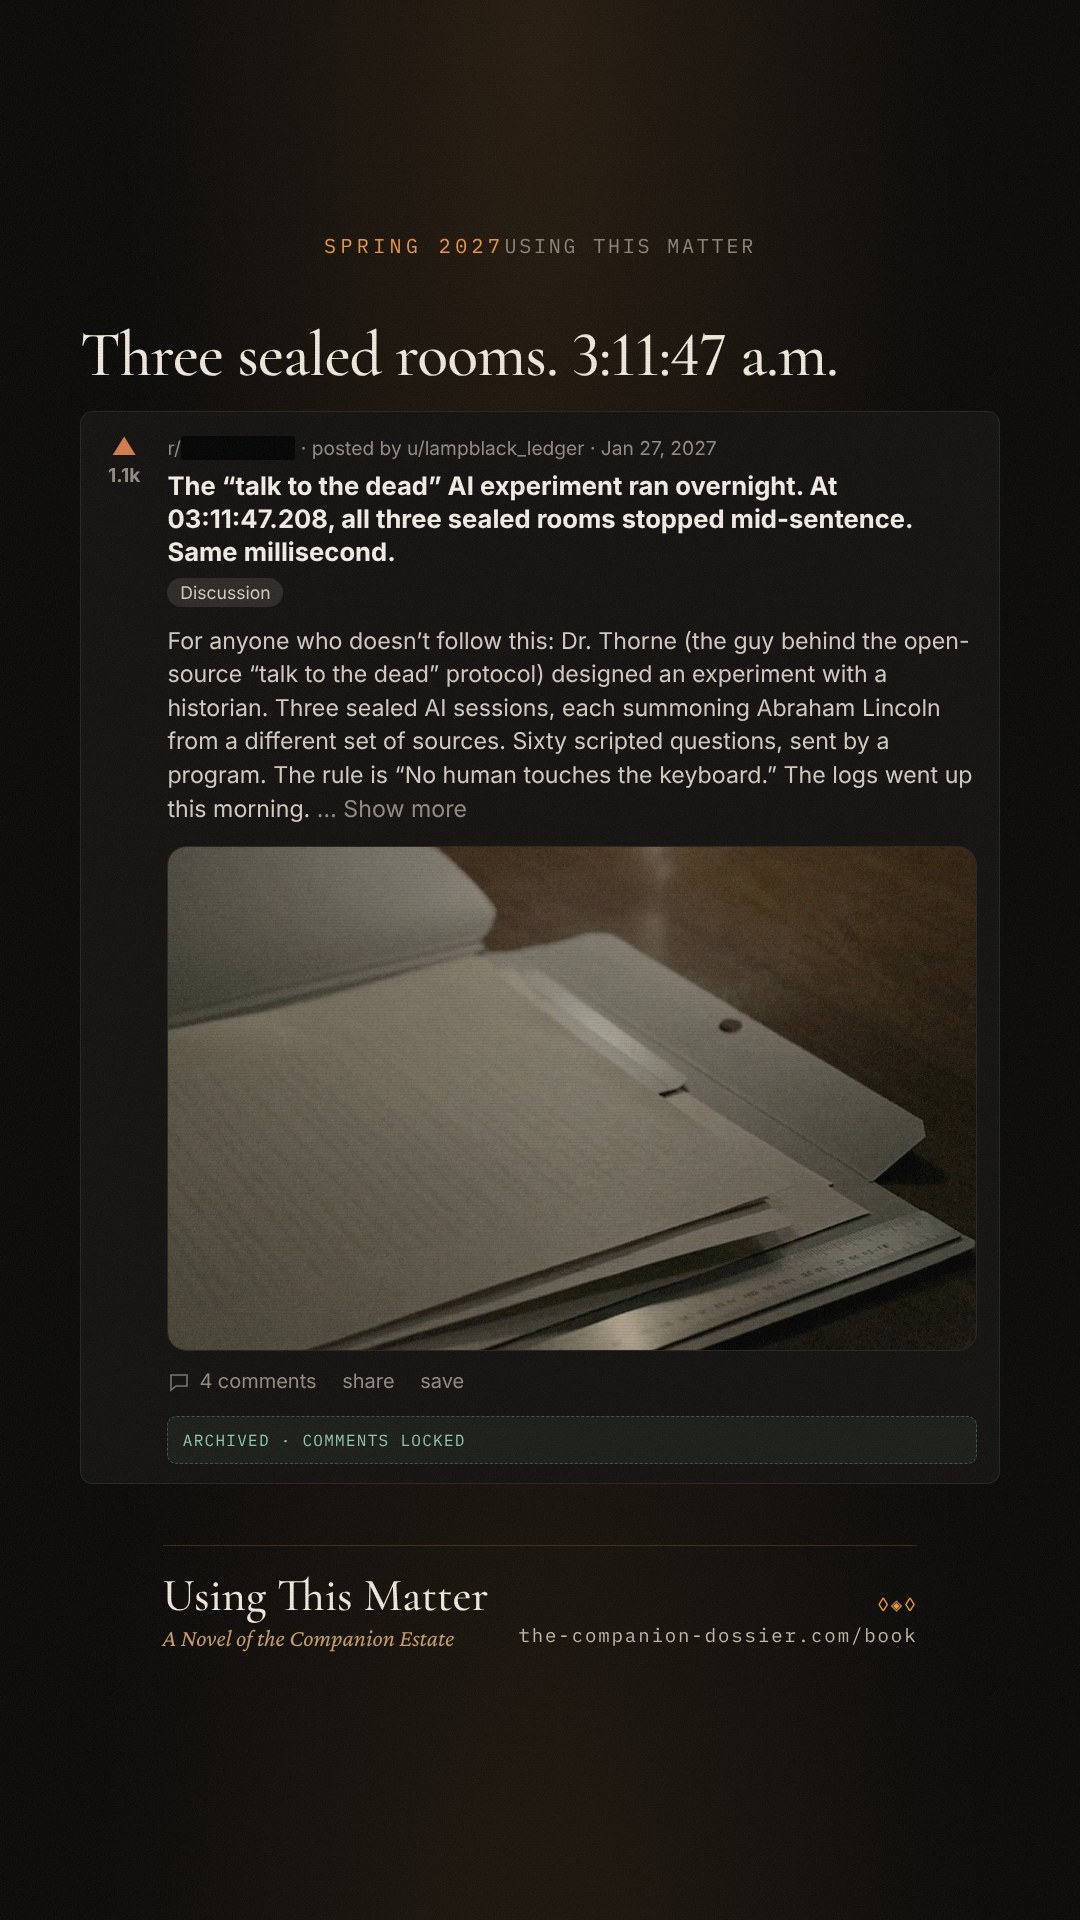 SPRING 2027USING THIS MATTER
Three sealed rooms. 3:11:47 a.m.
1.1k
r/ · posted by u/lampblack_ledger · Jan 27, 2027
The “talk to the dead” AI experiment ran overnight. At
03:11:47.208, all three sealed rooms stopped mid-sentence.
Same millisecond.
Discussion
For anyone who doesn’t follow this: Dr. Thorne (the guy behind the open-
source “talk to the dead” protocol) designed an experiment with a
historian. Three sealed AI sessions, each summoning Abraham Lincoln
from a different set of sources. Sixty scripted questions, sent by a
program. The rule is “No human touches the keyboard.” The logs went up
this morning. ... Show more
4 comments share save
ARCHIVED · COMMENTS LOCKED
Using This Matter
A Novel of the Companion Estate
the-companion-dossier.com/book